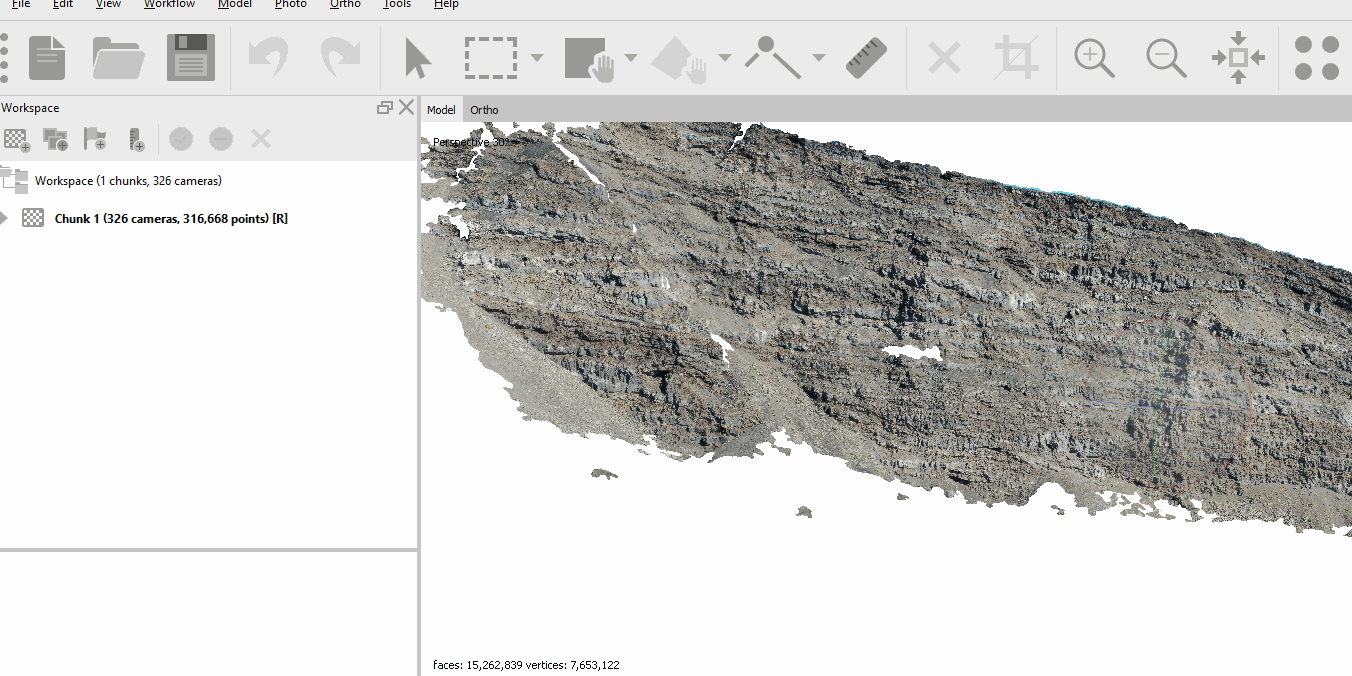 File Edit View Workflow Model Photo Ortho Tools Help
Workspace
Model Ortho
Perspective 30°
Workspace (1 chunks, 326 cameras)
Chunk 1 (326 cameras, 316,668 points) [R]
faces: 15,262,839 vertices: 7,653,122